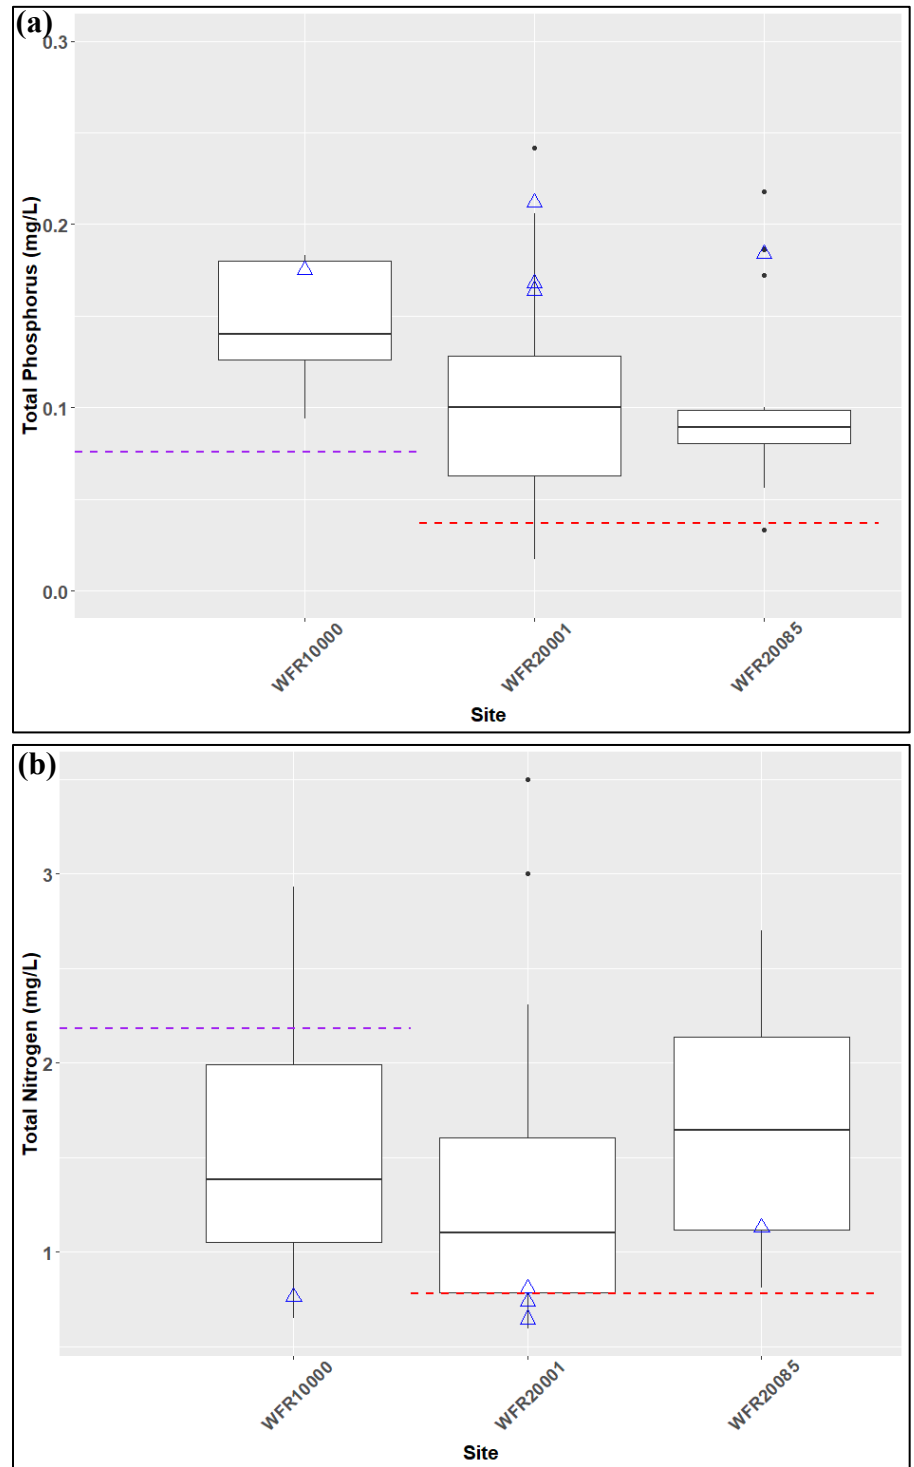 (a)
0.3
0.2
0.1
0.0
Total Phosphorus (mg/L)
WFR10000
WFR20001
WFR20085
Site
(b)
3
2
1
Total Nitrogen (mg/L)
WFR10000
WFR20001
WFR20085
Site